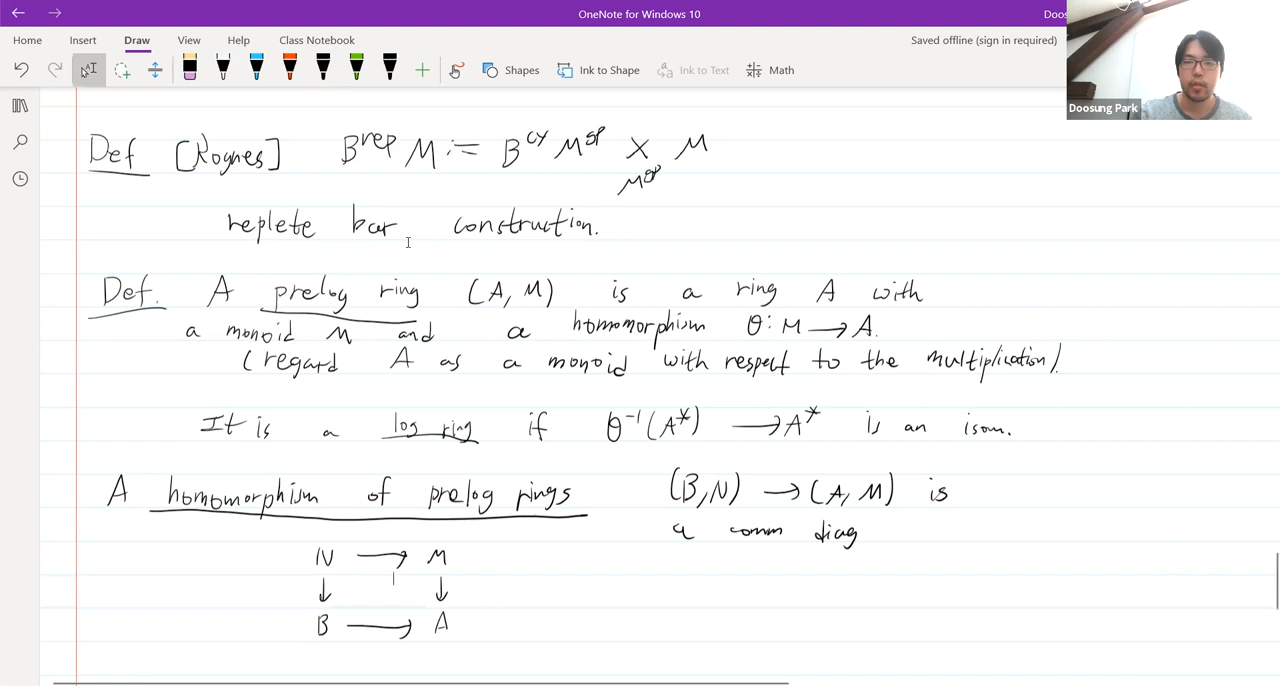 OneNote for Windows 10
Doos
Home Insert Draw View Help Class Notebook
Saved offline (sign in required)
Shapes Ink to Shape Ink to Text Math
Doosung Park
Def [Rognes] B^rep M := B^cy M^gp × M
M^gp
replete bar construction.
Def. A prelog ring (A, M) is a ring A with
a monoid M and a homomorphism θ: M → A.
(regard A as a monoid with respect to the multiplication).
It is a log ring if θ^-1(A*) → A* is an isom.
A homomorphism of prelog rings (B,N) → (A,M) is
a comm diag
N → M
↓ ↓
B → A